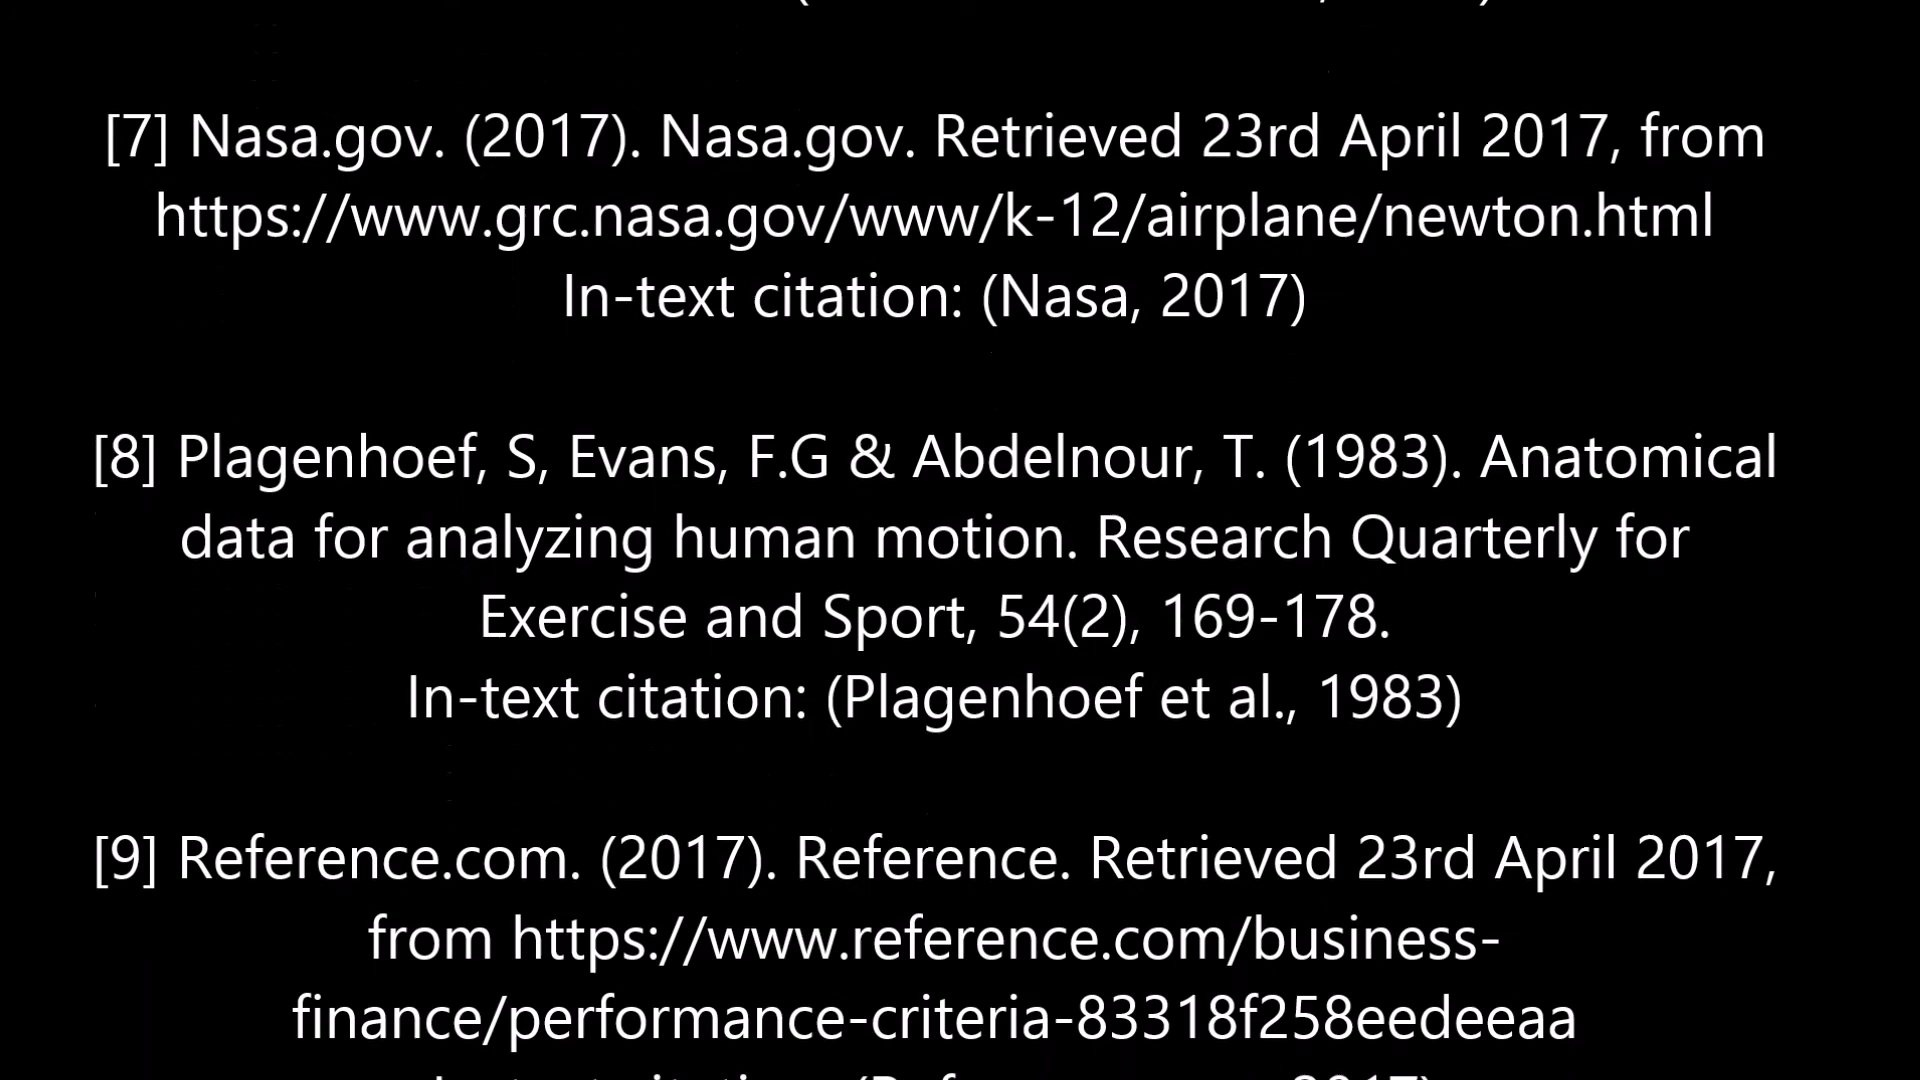 [7] Nasa.gov. (2017). Nasa.gov. Retrieved 23rd April 2017, from
https://www.grc.nasa.gov/www/k-12/airplane/newton.html
In-text citation: (Nasa, 2017)
[8] Plagenhoef, S, Evans, F.G & Abdelnour, T. (1983). Anatomical
data for analyzing human motion. Research Quarterly for
Exercise and Sport, 54(2), 169-178.
In-text citation: (Plagenhoef et al., 1983)
[9] Reference.com. (2017). Reference. Retrieved 23rd April 2017,
from https://www.reference.com/business-
finance/performance-criteria-83318f258eedeeaa